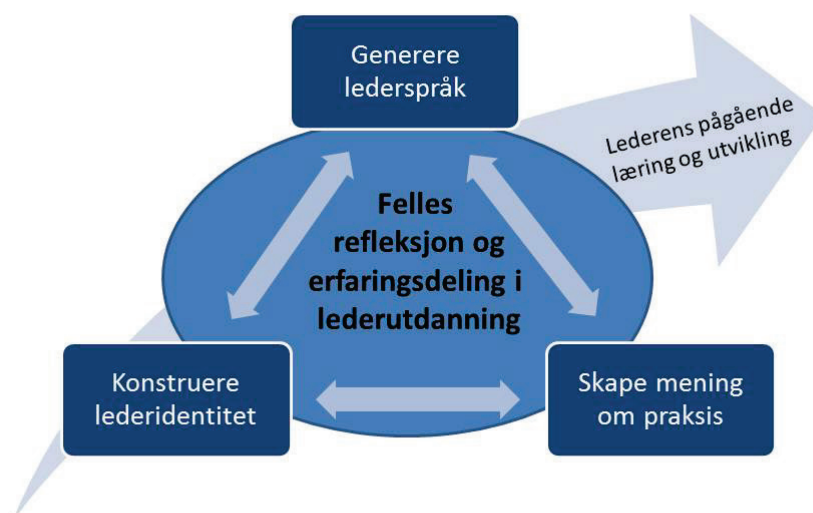 Generere
lederspråk
Lederens pågående
læring og utvikling
Felles
refleksjon og
erfaringsdeling i
lederutdanning
Konstruere
lederidentitet
Skape mening
om praksis